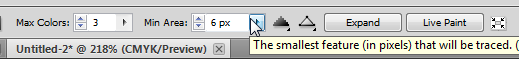 Max Colors: 3 Min Area: 6 px Expand Live Paint
Untitled-2* @ 218% (CMYK/Preview)
The smallest feature (in pixels) that will be traced. (